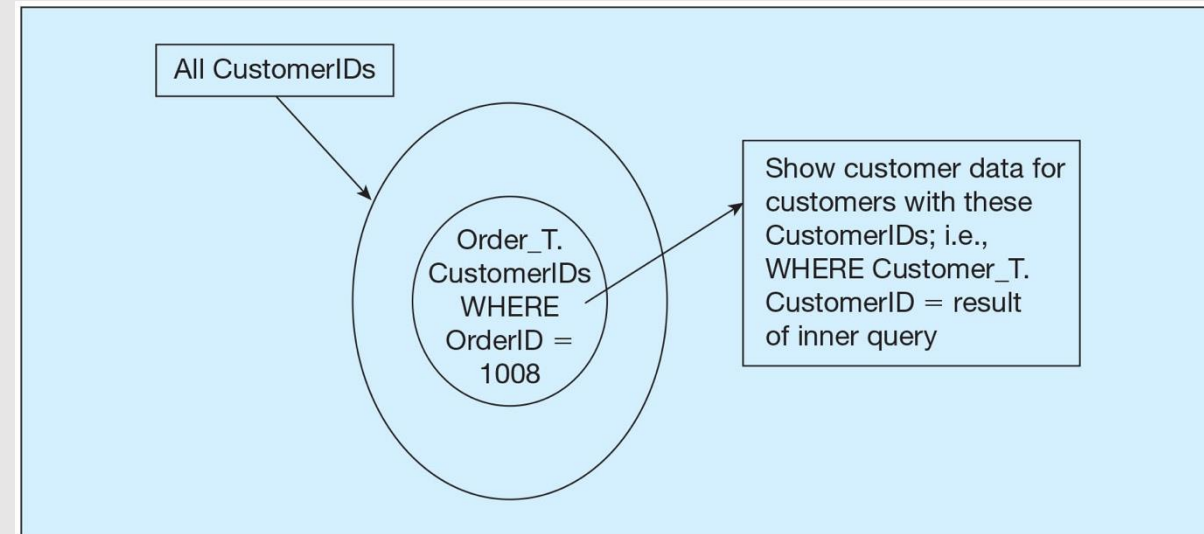 All CustomerIDs
Order_T.
CustomerIDs
WHERE
OrderID =
1008
Show customer data for
customers with these
CustomerIDs; i.e.,
WHERE Customer_T.
CustomerID = result
of inner query